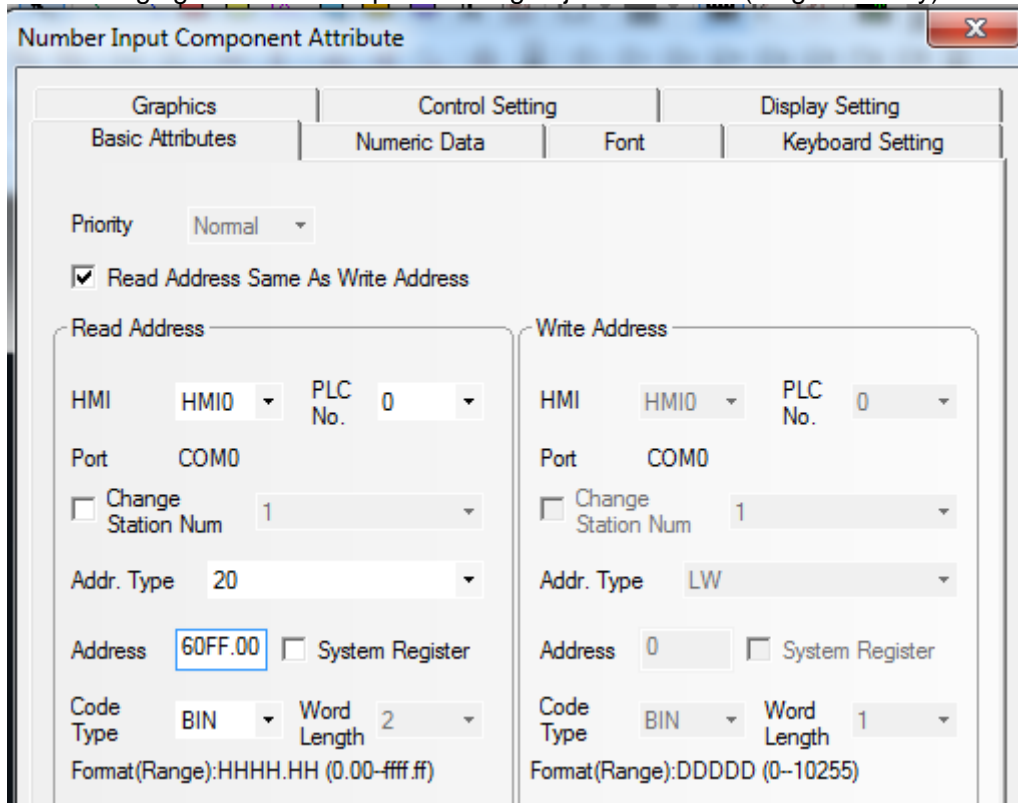 Number Input Component Attribute
Graphics Control Setting Display Setting
Basic Attributes Numeric Data Font Keyboard Setting
Priority Normal
Read Address Same As Write Address
Read Address
HMI HMI0 PLC No. 0
Port COM0
Change Station Num 1
Addr. Type 20
Address 60FF.00 System Register
Code Type BIN Word Length 2
Format(Range):HHHH.HH (0.00--ffff.ff)
Write Address
HMI HMI0 PLC No. 0
Port COM0
Change Station Num 1
Addr. Type LW
Address 0 System Register
Code Type BIN Word Length 1
Format(Range):DDDDD (0--10255)